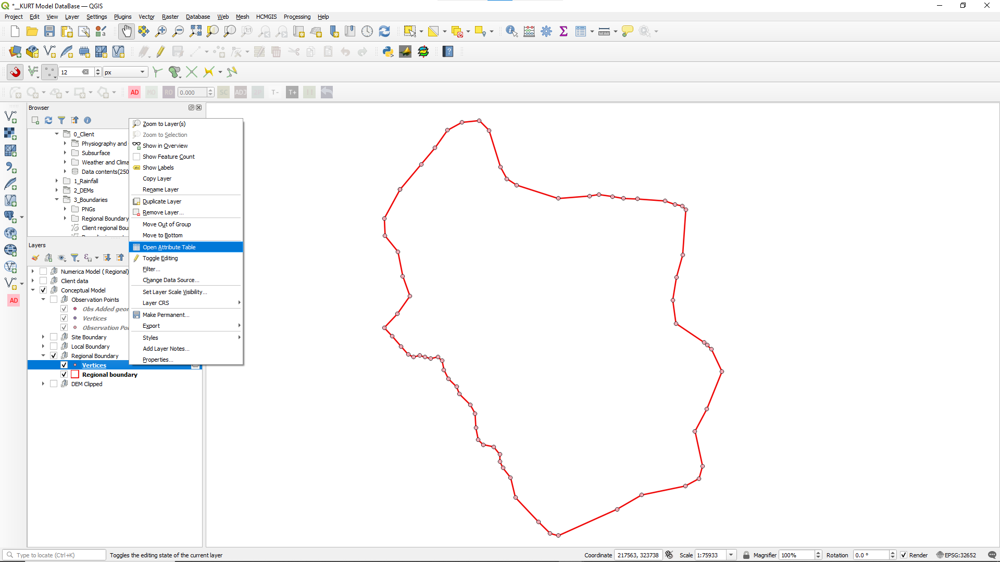 *_KURT Model DataBase — QGIS
Project Edit View Layer Settings Plugins Vector Raster Database Web Mesh HCMGIS Processing Help
12 px
AD MO RO 0.000 SC ADJ T- T+
Browser
0_Client
Physiography and
Subsurface
Weather and Clima
Data contents(250
1_Rainfall
2_DEMs
3_Boundaries
PNGs
Regional Boundary
Client regional Bou
Layers
Numerica Model ( Regional)
Client data
Conceptual Model
Observation Points
Obs Added geor
Vertices
Observation Poi
Site Boundary
Local Boundary
Regional Boundary
Vertices
Regional boundary
DEM Clipped
AD
Zoom to Layer(s)
Zoom to Selection
Show in Overview
Show Feature Count
abc Show Labels
Copy Layer
Rename Layer
Duplicate Layer
Remove Layer...
Move Out of Group
Move to Bottom
Open Attribute Table
Toggle Editing
Filter...
Change Data Source...
Set Layer Scale Visibility...
Layer CRS
Make Permanent...
Export
Styles
Add Layer Notes...
Properties...
Type to locate (Ctrl+K) Toggles the editing state of the current layer Coordinate 217563, 323738 Scale 1:75933 Magnifier 100% Rotation 0.0 ° Render EPSG:32652